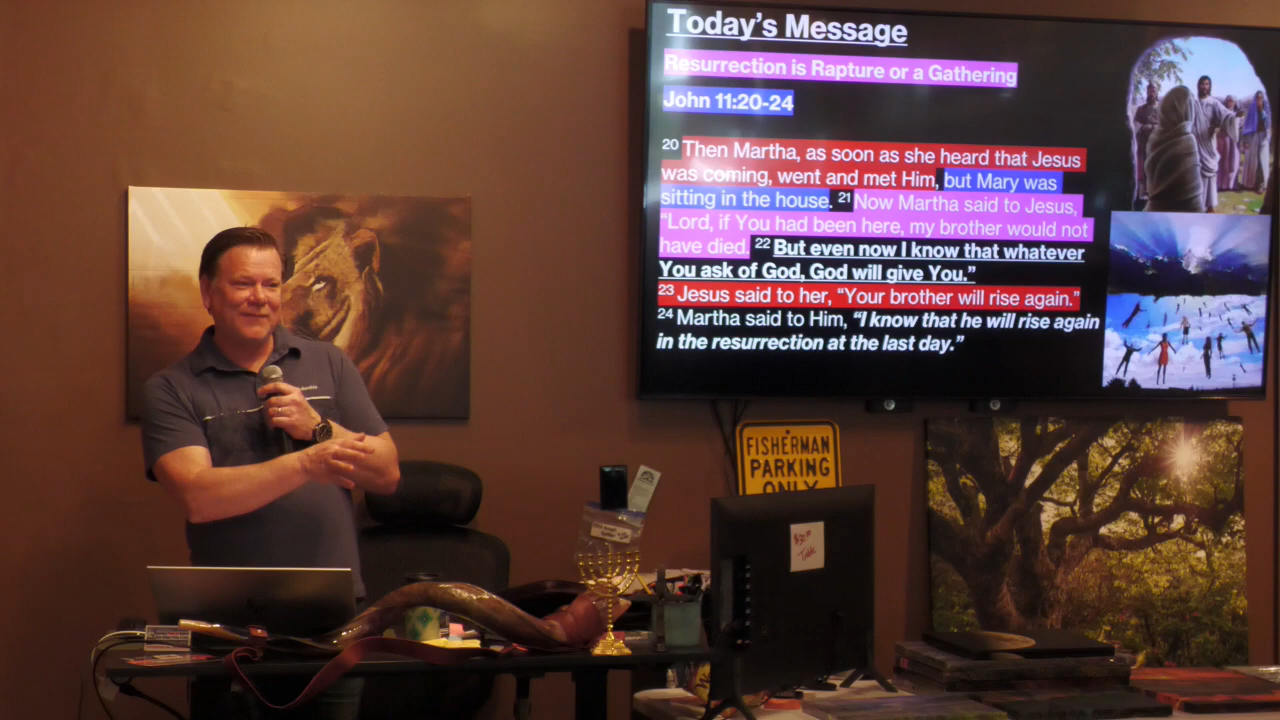 Today's Message
Resurrection is Rapture or a Gathering
John 11:20-24
20 Then Martha, as soon as she heard that Jesus
was coming, went and met Him, but Mary was
sitting in the house. 21 Now Martha said to Jesus,
“Lord, if You had been here, my brother would not
have died. 22 But even now I know that whatever
You ask of God, God will give You.”
23 Jesus said to her, “Your brother will rise again.”
24 Martha said to Him, “I know that he will rise again
in the resurrection at the last day.”
FISHERMAN
PARKING
ONLY